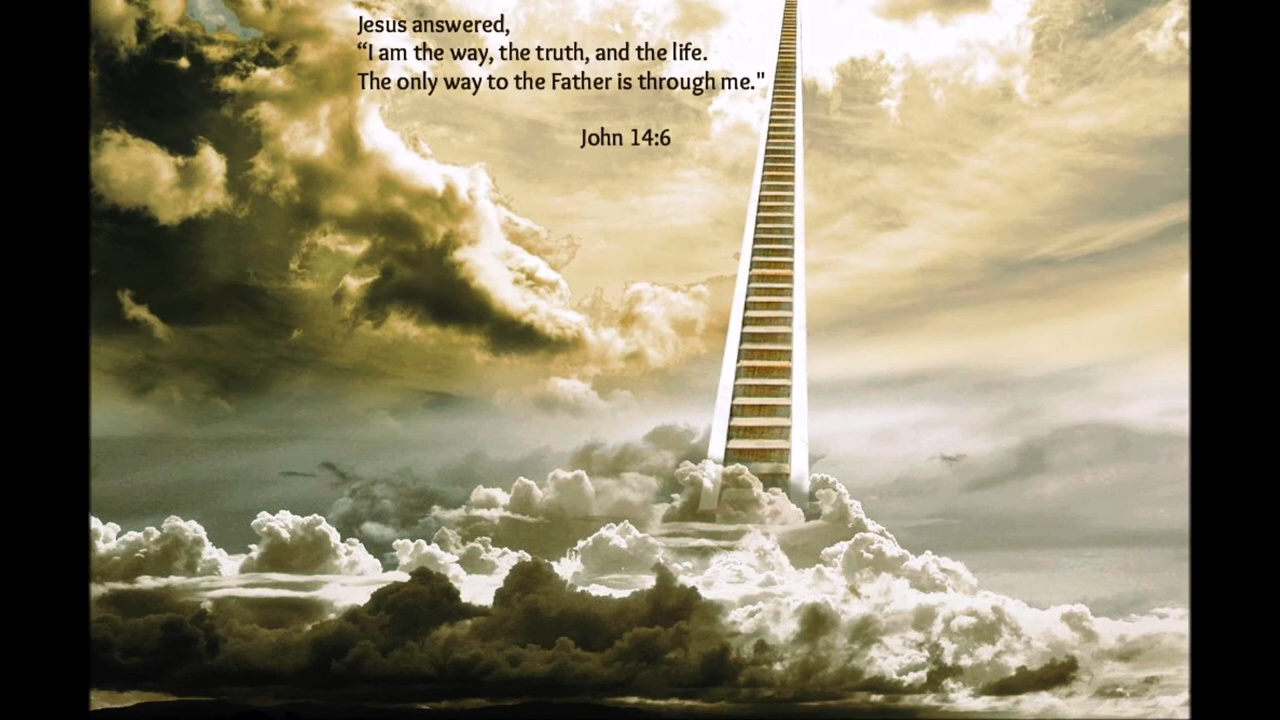 Jesus answered,
“I am the way, the truth, and the life.
The only way to the Father is through me."
John 14:6